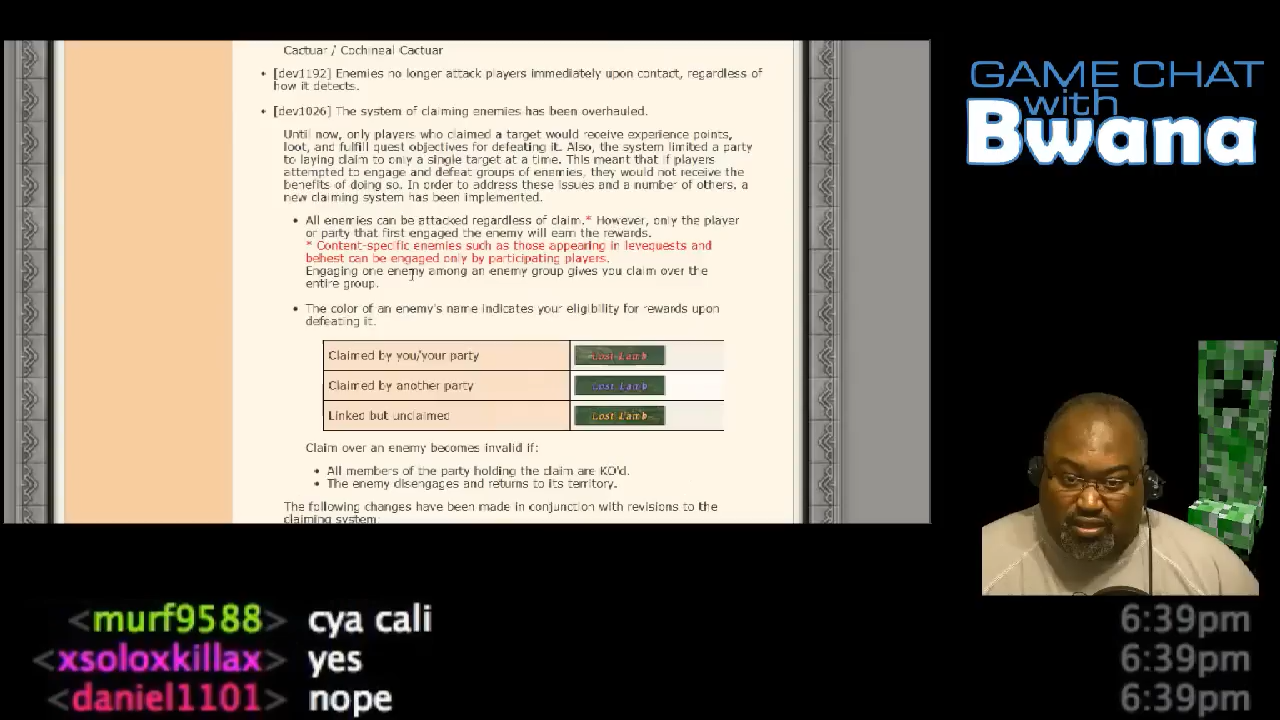 Cactuar / Cochineal Cactuar
• [dev1192] Enemies no longer attack players immediately upon contact, regardless of
how it detects.
• [dev1026] The system of claiming enemies has been overhauled.
Until now, only players who claimed a target would receive experience points,
loot, and fulfill quest objectives for defeating it. Also, the system limited a party
to laying claim to only a single target at a time. This meant that if players
attempted to engage and defeat groups of enemies, they would not receive the
benefits of doing so. In order to address these issues and a number of others, a
new claiming system has been implemented.
• All enemies can be attacked regardless of claim.* However, only the player
or party that first engaged the enemy will earn the rewards.
* Content-specific enemies such as those appearing in levequests and
behest can be engaged only by participating players.
Engaging one enemy among an enemy group gives you claim over the
entire group.
• The color of an enemy's name indicates your eligibility for rewards upon
defeating it.
Claimed by you/your party Lost Lamb
Claimed by another party Lost Lamb
Linked but unclaimed Lost Lamb
Claim over an enemy becomes invalid if:
• All members of the party holding the claim are KO'd.
• The enemy disengages and returns to its territory.
The following changes have been made in conjunction with revisions to the
claiming system:
GAME CHAT
with
Bwana
<murf9588> cya cali 6:39pm
<xsoloxkillax> yes 6:39pm
<daniel1101> nope 6:39pm